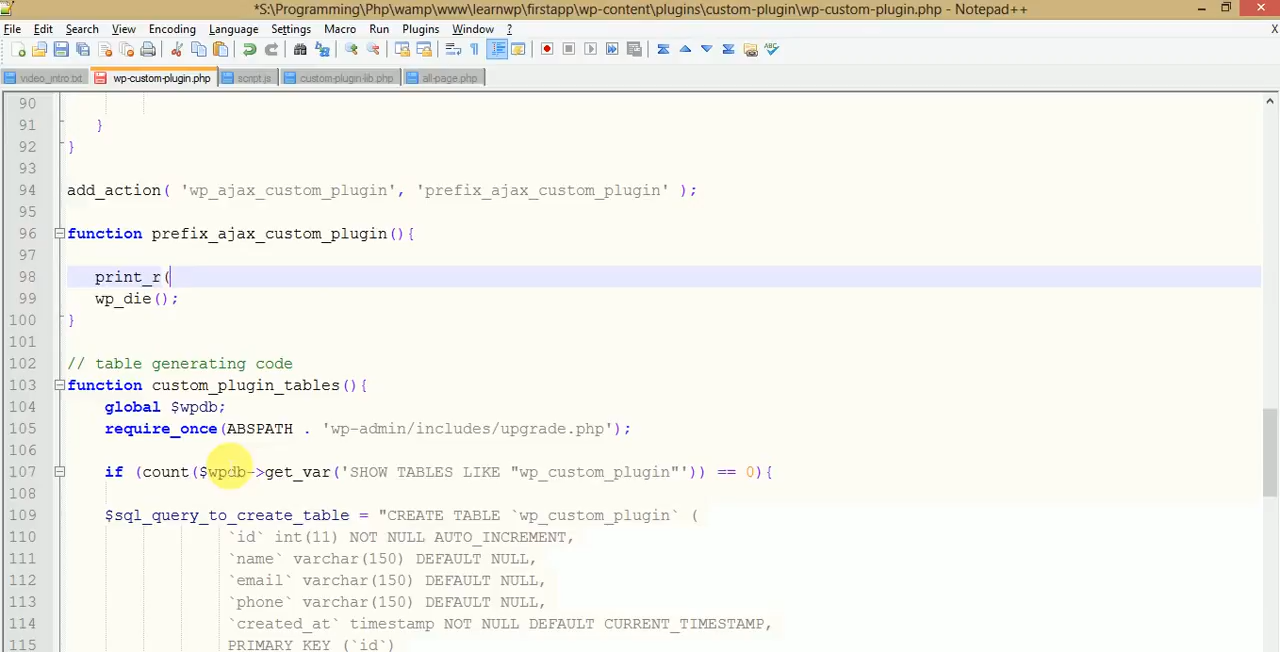 *S:\Programming\Php\wamp\www\learnwp\firstapp\wp-content\plugins\custom-plugin\wp-custom-plugin.php - Notepad++
File Edit Search View Encoding Language Settings Macro Run Plugins Window ? X
video_intro.txt wp-custom-plugin.php script.js custom-plugin-lib.php all-page.php
90
91 }
92 }
93
94 add_action( 'wp_ajax_custom_plugin', 'prefix_ajax_custom_plugin' );
95
96 function prefix_ajax_custom_plugin(){
97
98 print_r(
99 wp_die();
100 }
101
102 // table generating code
103 function custom_plugin_tables(){
104 global $wpdb;
105 require_once(ABSPATH . 'wp-admin/includes/upgrade.php');
106
107 if (count($wpdb->get_var('SHOW TABLES LIKE "wp_custom_plugin"')) == 0){
108
109 $sql_query_to_create_table = "CREATE TABLE `wp_custom_plugin` (
110 `id` int(11) NOT NULL AUTO_INCREMENT,
111 `name` varchar(150) DEFAULT NULL,
112 `email` varchar(150) DEFAULT NULL,
113 `phone` varchar(150) DEFAULT NULL,
114 `created_at` timestamp NOT NULL DEFAULT CURRENT_TIMESTAMP,
115 PRIMARY KEY (`id`)